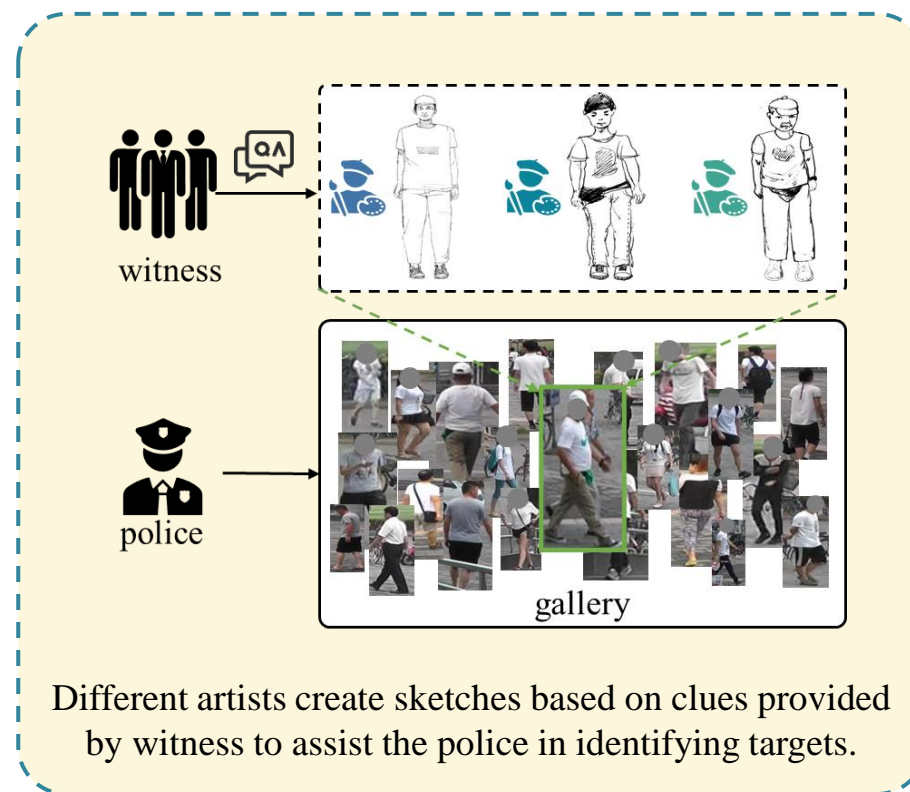 QA
witness
police
gallery
Different artists create sketches based on clues provided
by witness to assist the police in identifying targets.